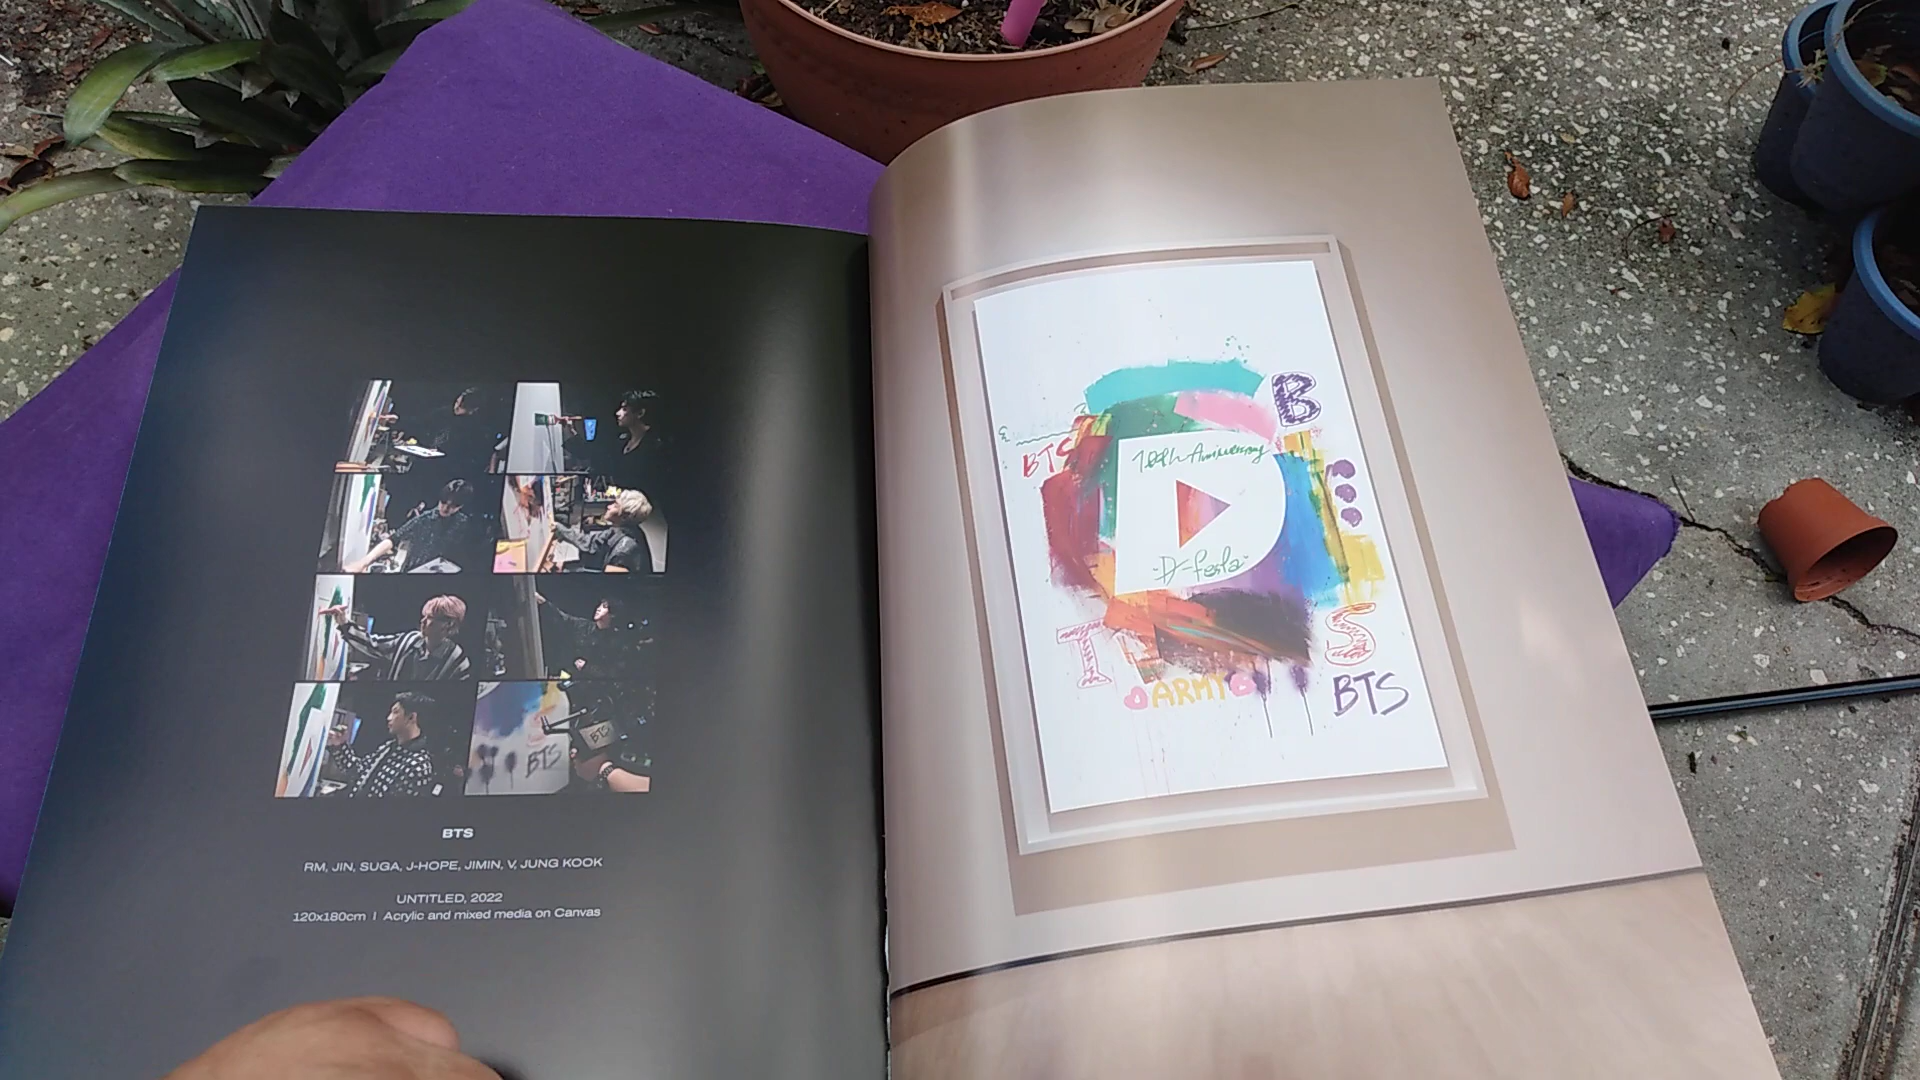 BTS
BTS
BTS
RM, JIN, SUGA, J-HOPE, JIMIN, V, JUNG KOOK
UNTITLED, 2022
120x180cm | Acrylic and mixed media on Canvas
B
BTS
10th Anniversary
D-festa
T
S
ARMY
BTS